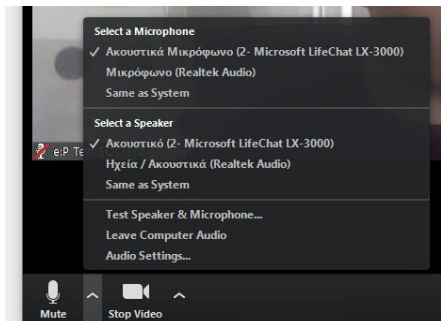 Select a Microphone
✓ Ακουστικά Μικρόφωνο (2- Microsoft LifeChat LX-3000)
Μικρόφωνο (Realtek Audio)
Same as System
Select a Speaker
✓ Ακουστικό (2- Microsoft LifeChat LX-3000)
Ηχεία / Ακουστικά (Realtek Audio)
Same as System
e:P Te
Test Speaker & Microphone...
Leave Computer Audio
Audio Settings...
Mute
Stop Video